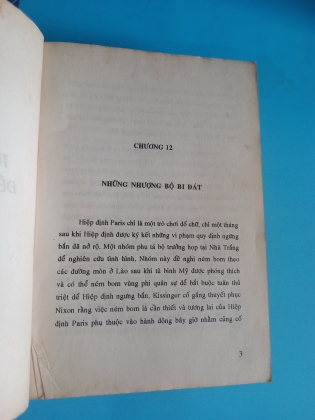 CHƯƠNG 12
NHỮNG NHƯỢNG BỘ BI ĐÁT
Hiệp định Paris chỉ là một trò chơi đố chữ, chỉ một tháng
sau khi Hiệp định được ký kết những vi phạm quy định ngừng
bắn đã nở rộ. Một nhóm phụ tá bộ trưởng họp tại Nhà Trắng
để nghiên cứu tình hình. Nhóm này đề nghị ném bom theo
các đường mòn ở Lào sau khi tù binh Mỹ được phóng thích
và có thể ném bom vùng phi quân sự để bắt buộc tuân thủ
triệt để Hiệp định ngưng bắn. Kissinger cố gắng thuyết phục
Nixon rằng việc ném bom là cần thiết và tương lai của Hiệp
định Paris phụ thuộc vào hành động bây giờ nhằm củng cố
3